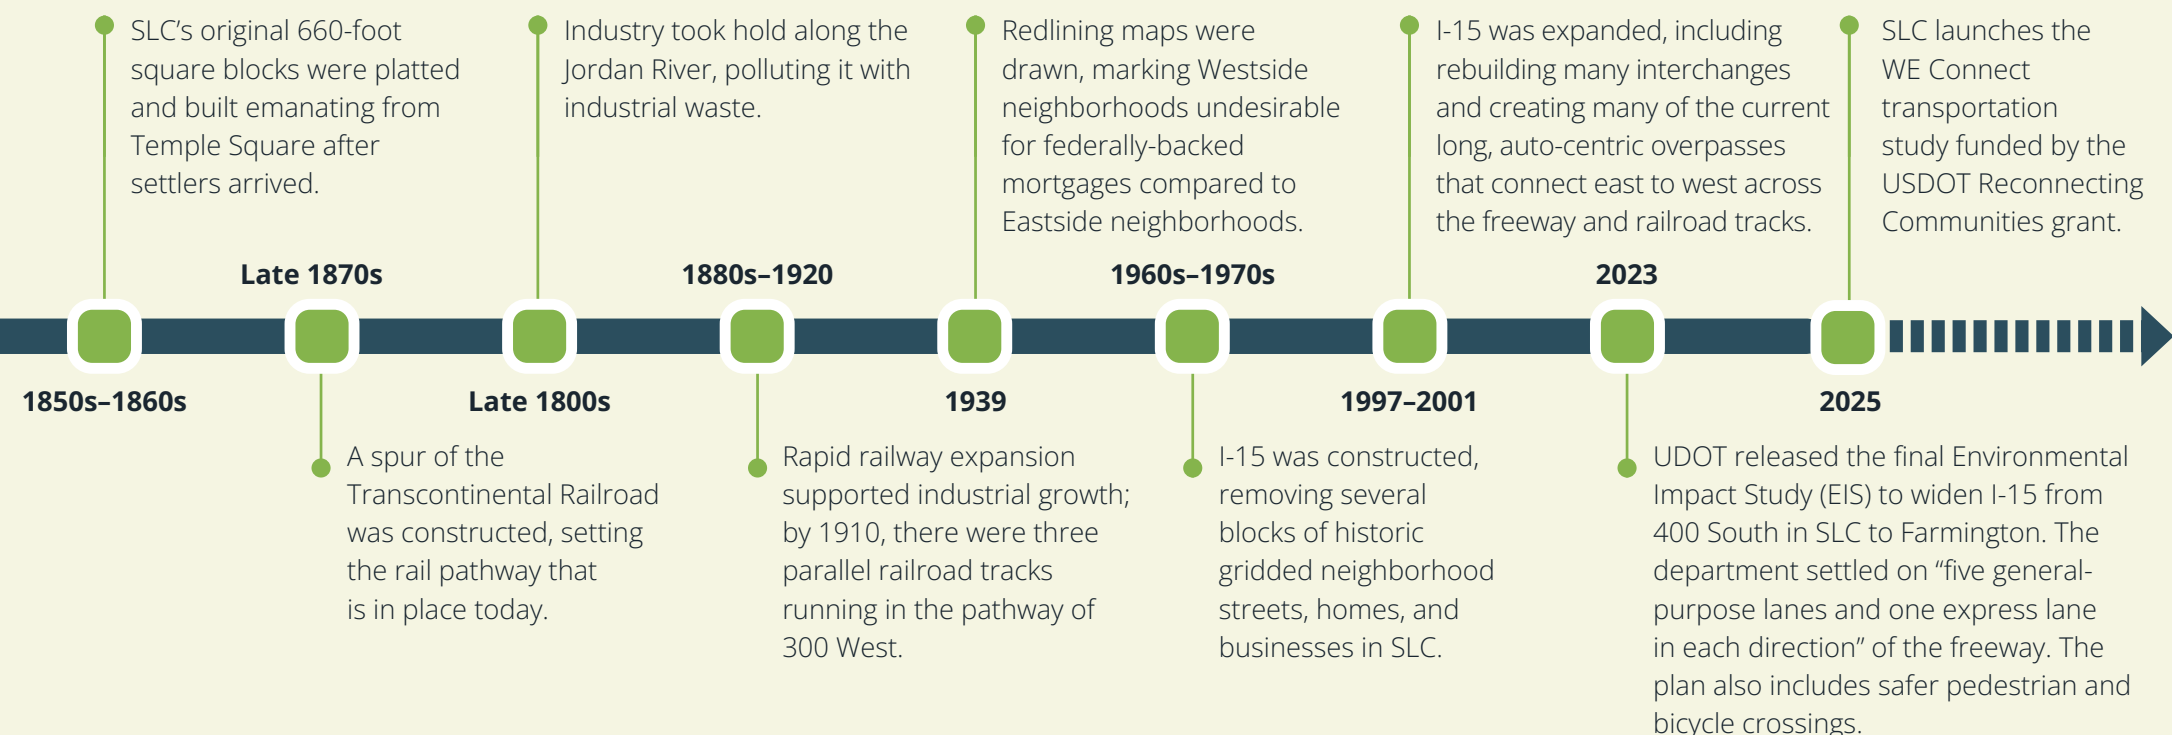 SLC's original 660-foot
square blocks were platted
and built emanating from
Temple Square after
settlers arrived.
1850s–1860s
Late 1870s
A spur of the
Transcontinental Railroad
was constructed, setting
the rail pathway that
is in place today.
Industry took hold along the
Jordan River, polluting it with
industrial waste.
Late 1800s
1880s–1920
Rapid railway expansion
supported industrial growth;
by 1910, there were three
parallel railroad tracks
running in the pathway of
300 West.
Redlining maps were
drawn, marking Westside
neighborhoods undesirable
for federally-backed
mortgages compared to
Eastside neighborhoods.
1939
1960s–1970s
I-15 was constructed,
removing several
blocks of historic
gridded neighborhood
streets, homes, and
businesses in SLC.
I-15 was expanded, including
rebuilding many interchanges
and creating many of the current
long, auto-centric overpasses
that connect east to west across
the freeway and railroad tracks.
1997–2001
2023
UDOT released the final Environmental
Impact Study (EIS) to widen I-15 from
400 South in SLC to Farmington. The
department settled on “five general-
purpose lanes and one express lane
in each direction” of the freeway. The
plan also includes safer pedestrian and
bicycle crossings.
SLC launches the
WE Connect
transportation
study funded by the
USDOT Reconnecting
Communities grant.
2025